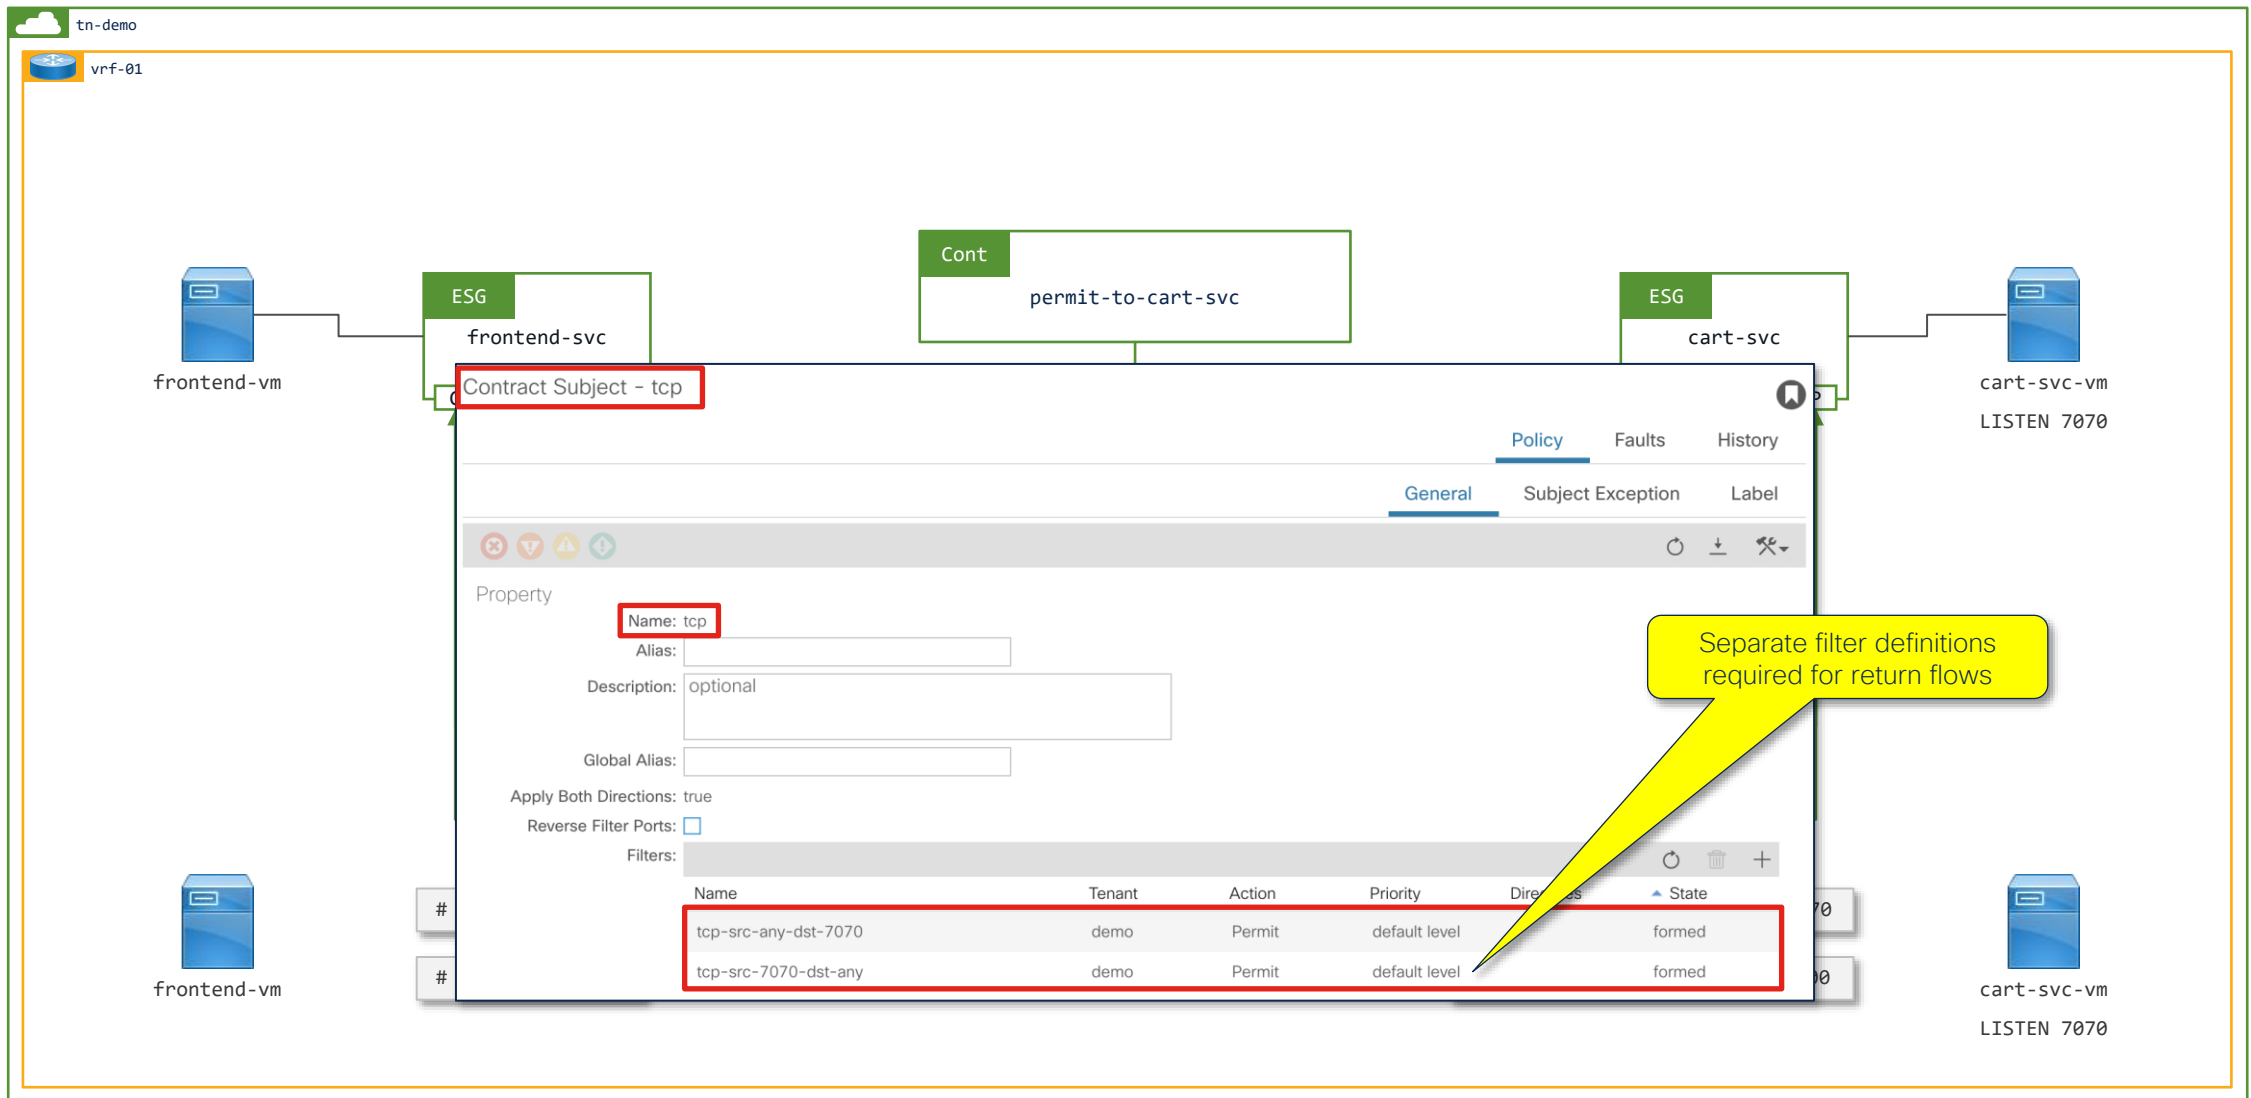 tn-demo
vrf-01
Cont
permit-to-cart-svc
ESG
frontend-svc
ESG
cart-svc
frontend-vm
cart-svc-vm
LISTEN 7070
Contract Subject - tcp
Policy Faults History
General Subject Exception Label
Property
Name: tcp
Alias:
Description: optional
Global Alias:
Apply Both Directions: true
Reverse Filter Ports:
Filters:
Separate filter definitions
required for return flows
Name Tenant Action Priority State
tcp-src-any-dst-7070 demo Permit default level formed
tcp-src-7070-dst-any demo Permit default level formed
#
#
frontend-vm
cart-svc-vm
LISTEN 7070